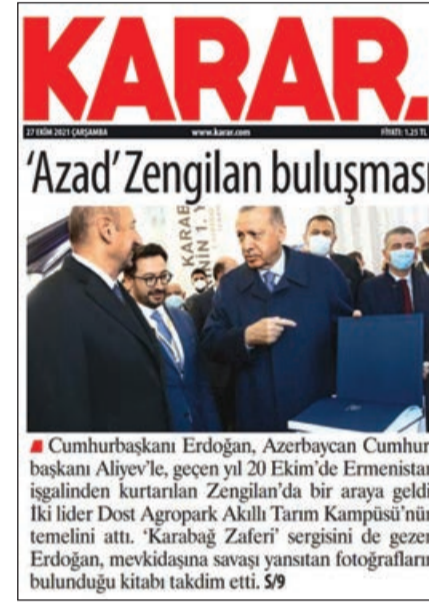 KARAR.
27 EKİM 2021 ÇARŞAMBA www.karar.com FİYATI: 1.25 TL
'Azad' Zengilan buluşması
KARAB
NİN 1. Y
Cumhurbaşkanı Erdoğan, Azerbaycan Cumhur
başkanı Aliyev'le, geçen yıl 20 Ekim'de Ermenistan
işgalinden kurtarılan Zengilan'da bir araya geldi
İki lider Dost Agropark Akıllı Tarım Kampüsü'nün
temelini attı. 'Karabağ Zaferi' sergisini de gezen
Erdoğan, mevkidaşına savaşı yansıtan fotoğrafların
bulunduğu kitabı takdim etti. S/9